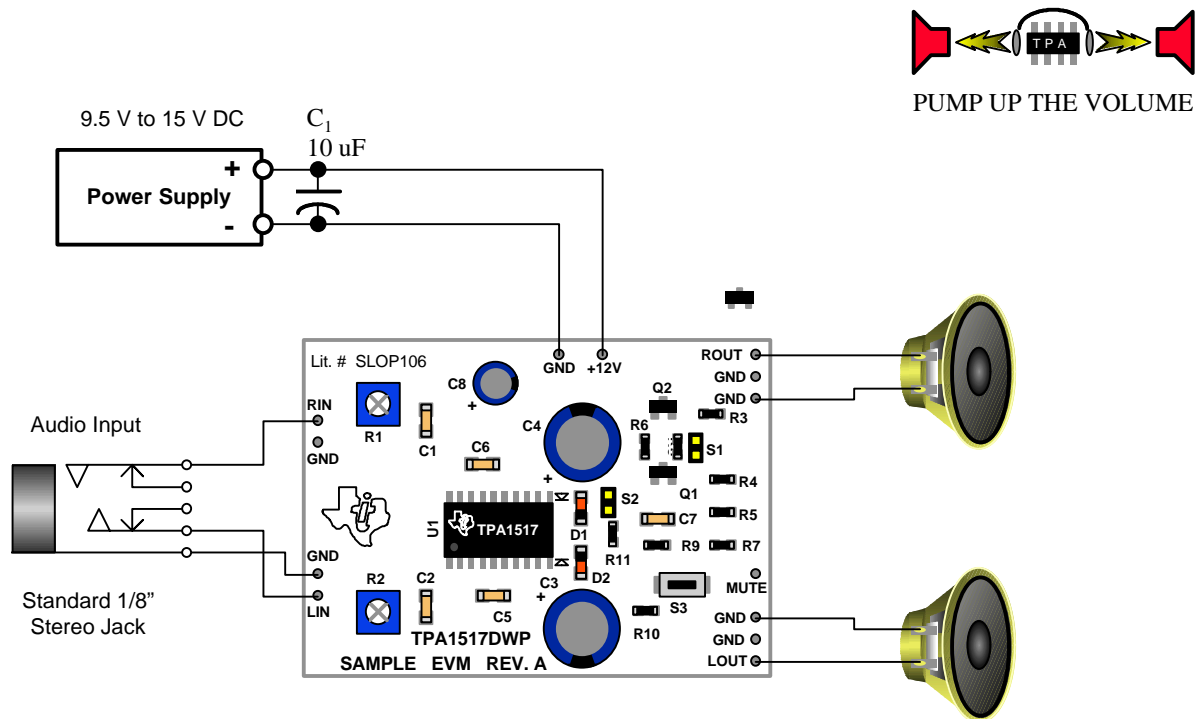 T P A
PUMP UP THE VOLUME
9.5 V to 15 V DC
C1
10 uF
Power Supply
+
-
Lit. # SLOP106
GND
+12V
ROUT
GND
GND
C8
+
Q2
RIN
GND
R1
C1
C6
C4
+
R6
R3
S1
Audio Input
Q1
R4
S2
U1
TPA1517
D1
C7
R5
R11
R9
R7
GND
LIN
R2
C2
C5
C3
+
D2
S3
MUTE
R10
GND
GND
LOUT
Standard 1/8”
Stereo Jack
TPA1517DWP
SAMPLE EVM REV. A